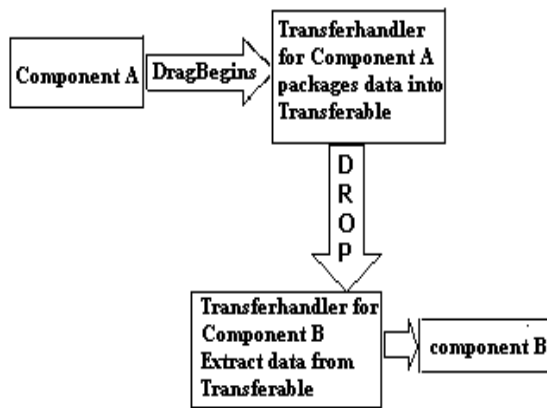 Component A
DragBegins
Transferhandler
for Component A
packages data into
Transferable
D
R
O
P
Transferhandler for
Component B
Extract data from
Transferable
component B